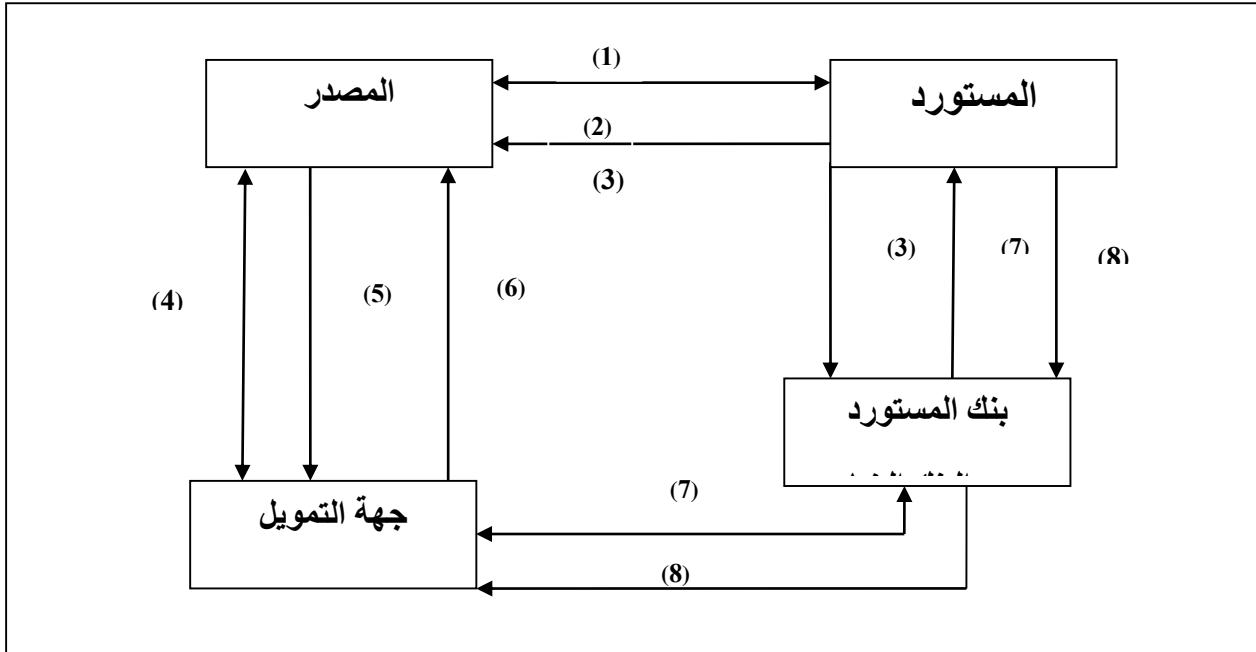 (1)
المصدر
المستورد
(2)
(3)
(4)
(5)
(6)
(3)
(7)
(8)
بنك المستورد
جهة التمويل
(7)
(8)